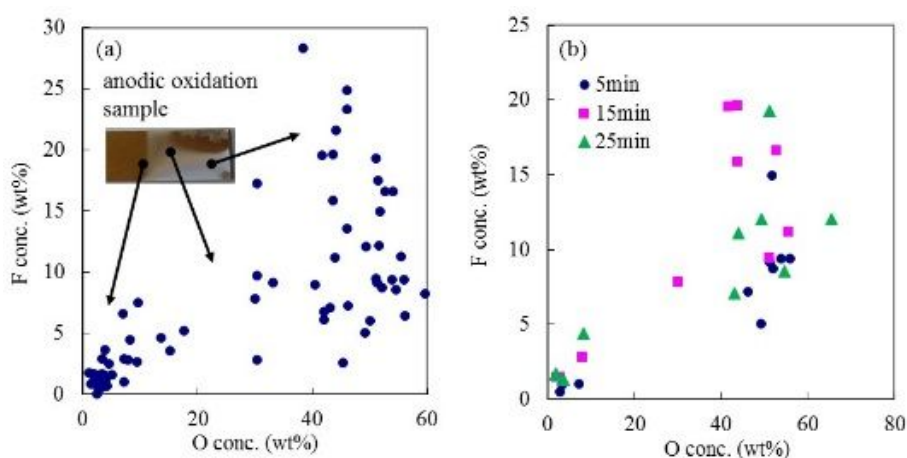 (a)
anodic oxidation
sample
30
25
20
15
10
5
0
0
20
40
60
F conc. (wt%)
O conc. (wt%)
(b)
5min
15min
25min
25
20
15
10
5
0
0
20
40
60
80
F conc. (wt%)
O conc. (wt%)